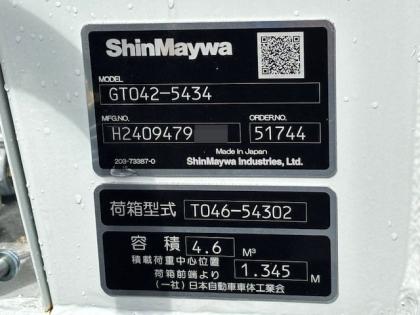 ShinMaywa
MODEL
GT042-5434
MFG.NO. ORDER.NO.
H2409479 51744
Made in Japan
203-73387-0 ShinMaywa Industries, Ltd.
荷箱型式 T046-54302
容積 4.6 M³
積載荷重中心位置
荷箱前端より 1.345 M
(一社)日本自動車車体工業会